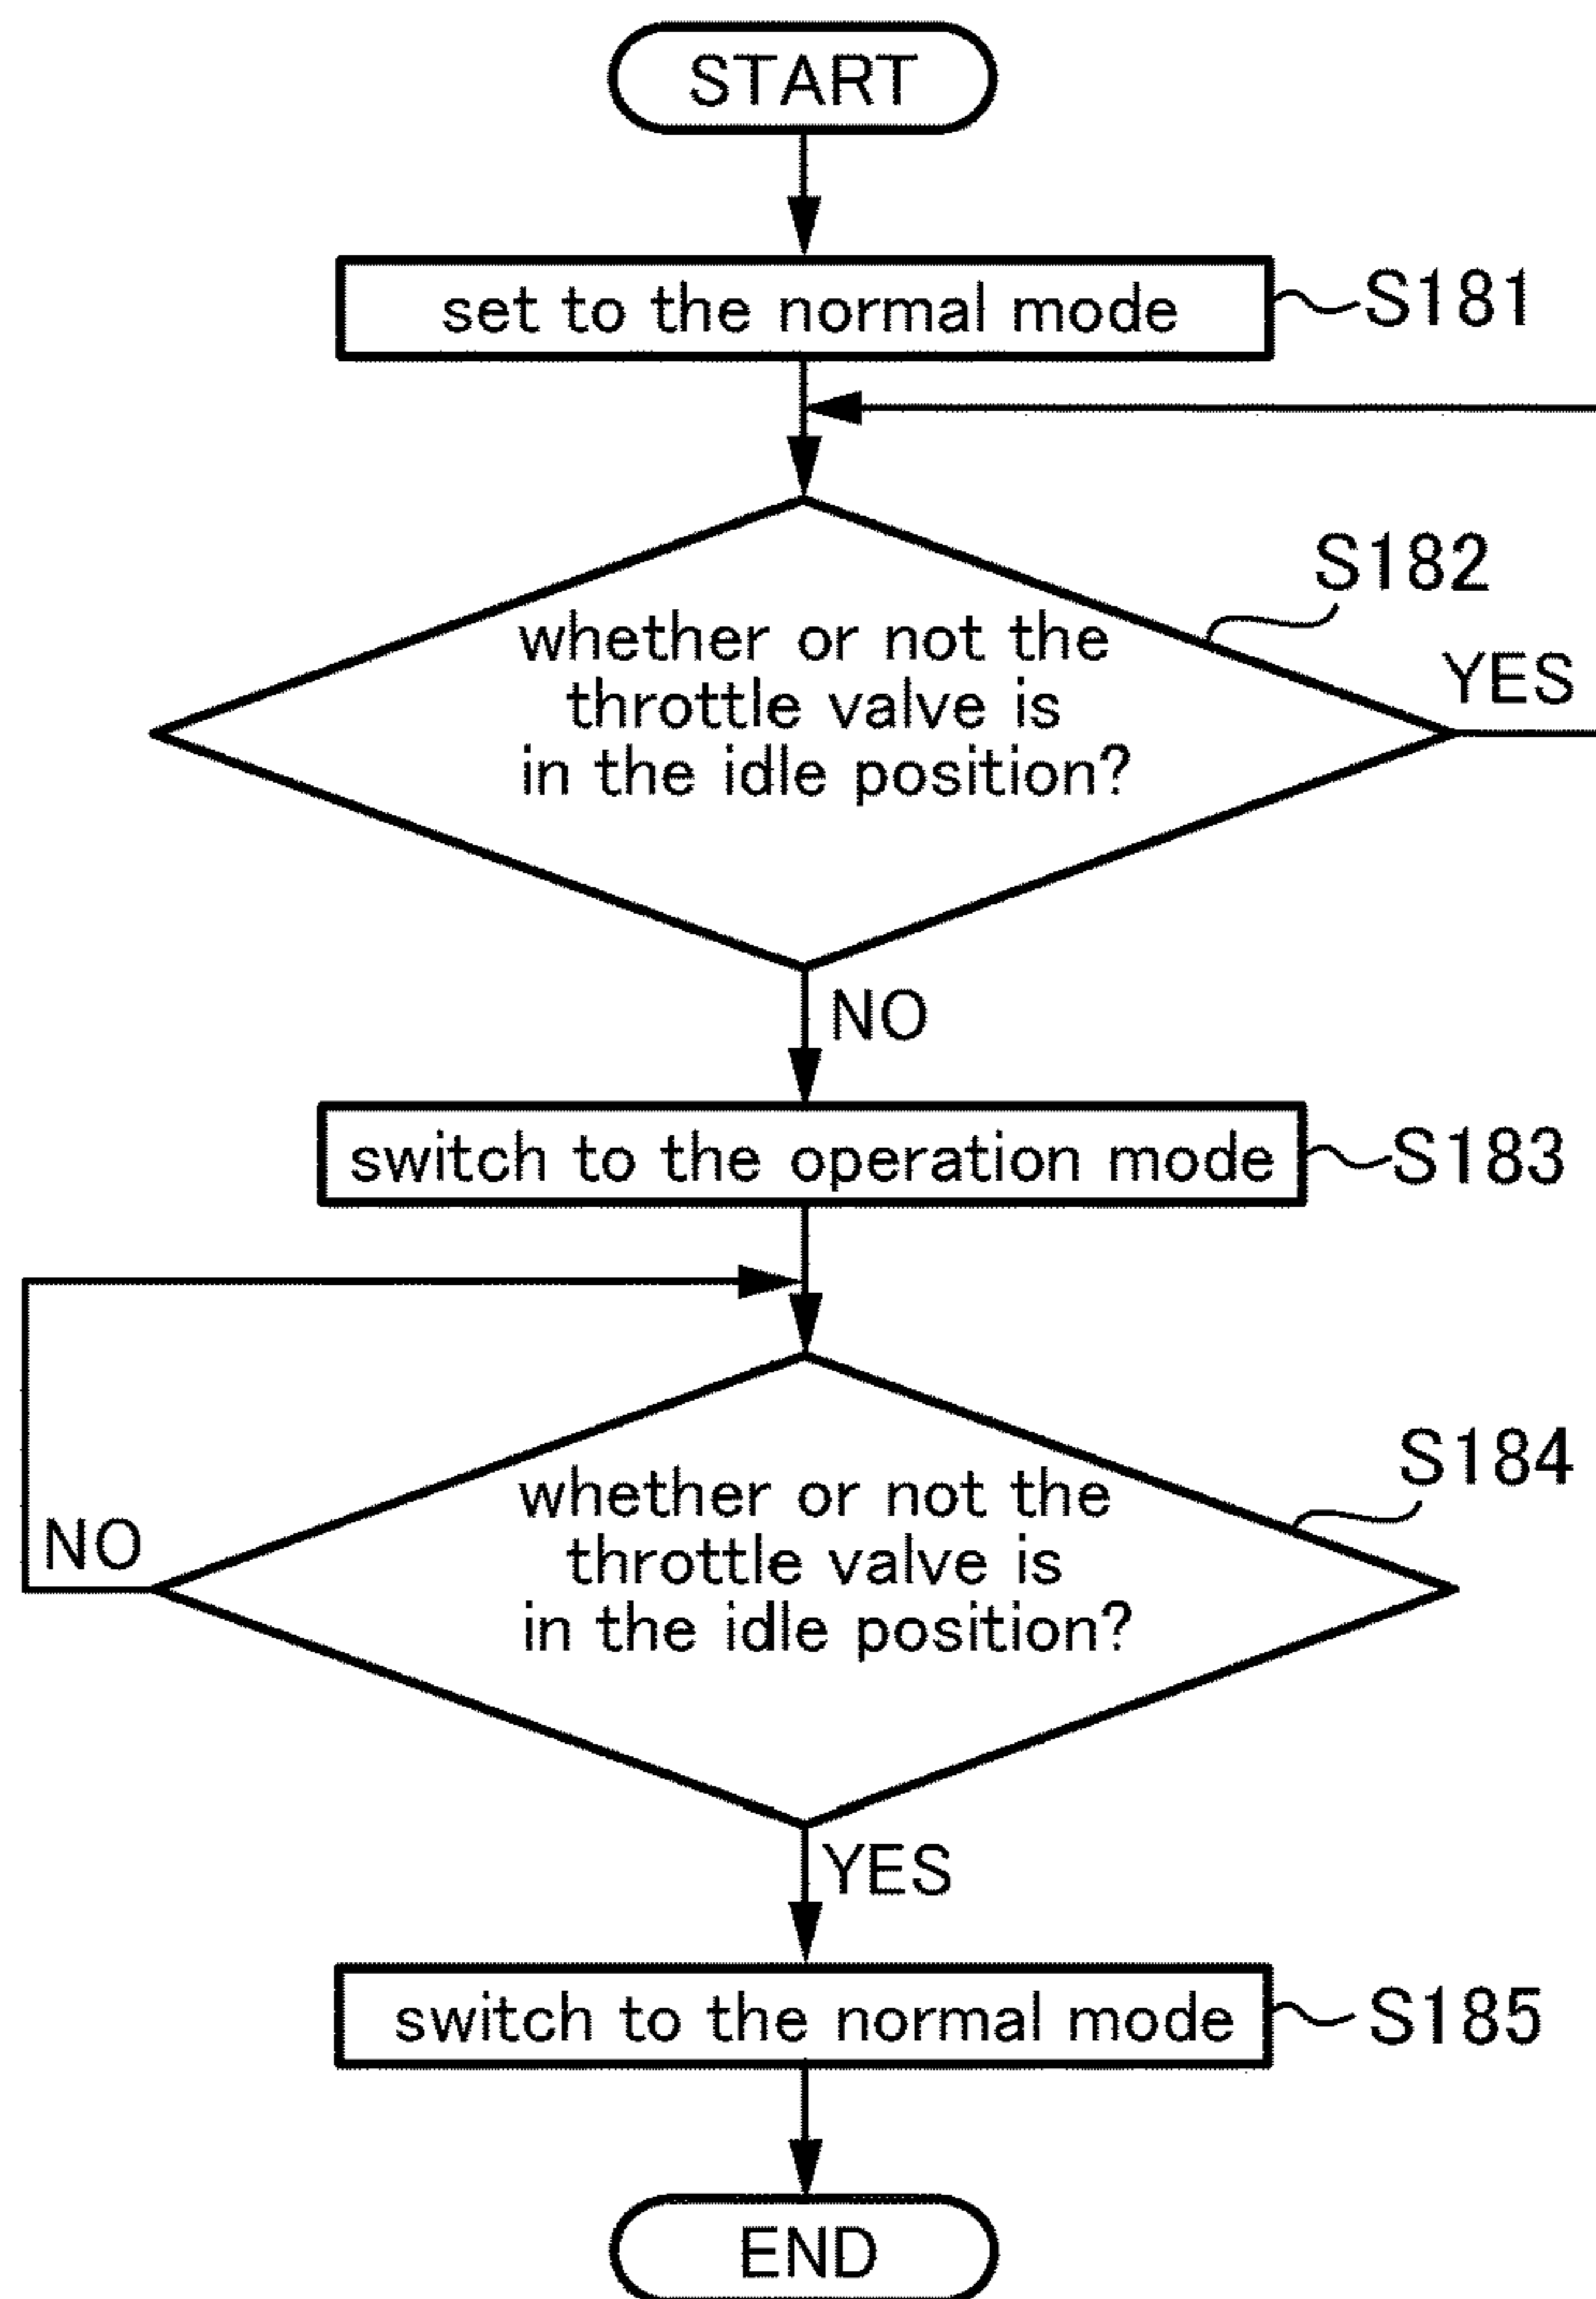 START
set to the normal mode
S181
S182
whether or not the
throttle valve is
in the idle position?
YES
NO
switch to the operation mode
S183
S184
whether or not the
throttle valve is
in the idle position?
NO
YES
switch to the normal mode
S185
END